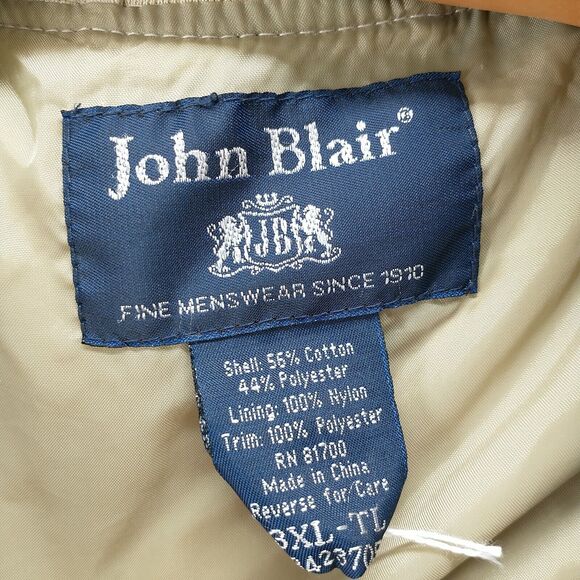 John Blair®
JB
FINE MENSWEAR SINCE 1910
Shell: 56% Cotton
44% Polyester
Lining: 100% Nylon
Trim: 100% Polyester
RN 81700
Made in China
Reverse for Care
3XL-TL